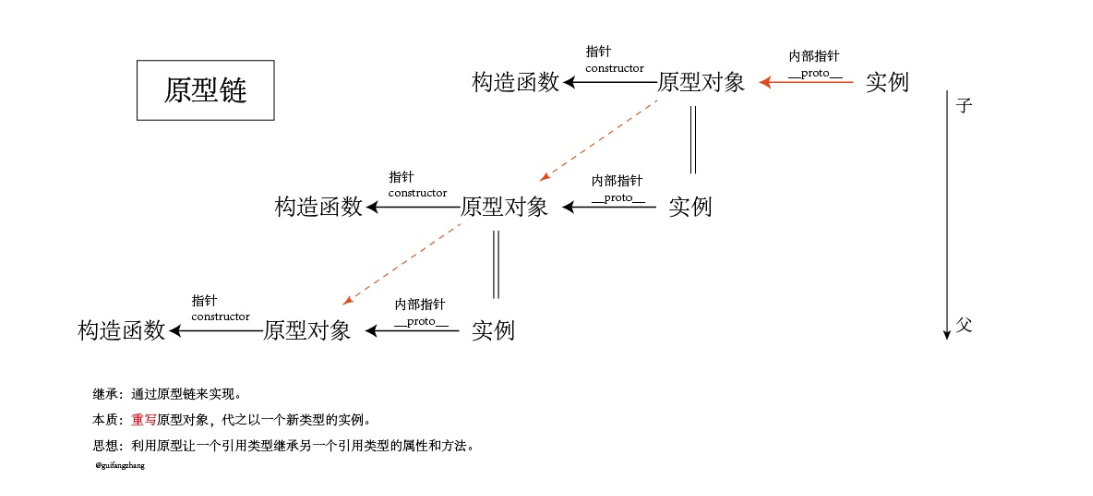 原型链
指针
constructor
构造函数
原型对象
内部指针
__proto__
实例
子
指针
constructor
构造函数
原型对象
内部指针
__proto__
实例
指针
constructor
构造函数
原型对象
内部指针
__proto__
实例
父
继承：通过原型链来实现。
本质：重写原型对象，代之以一个新类型的实例。
思想：利用原型让一个引用类型继承另一个引用类型的属性和方法。
@guifangzhang